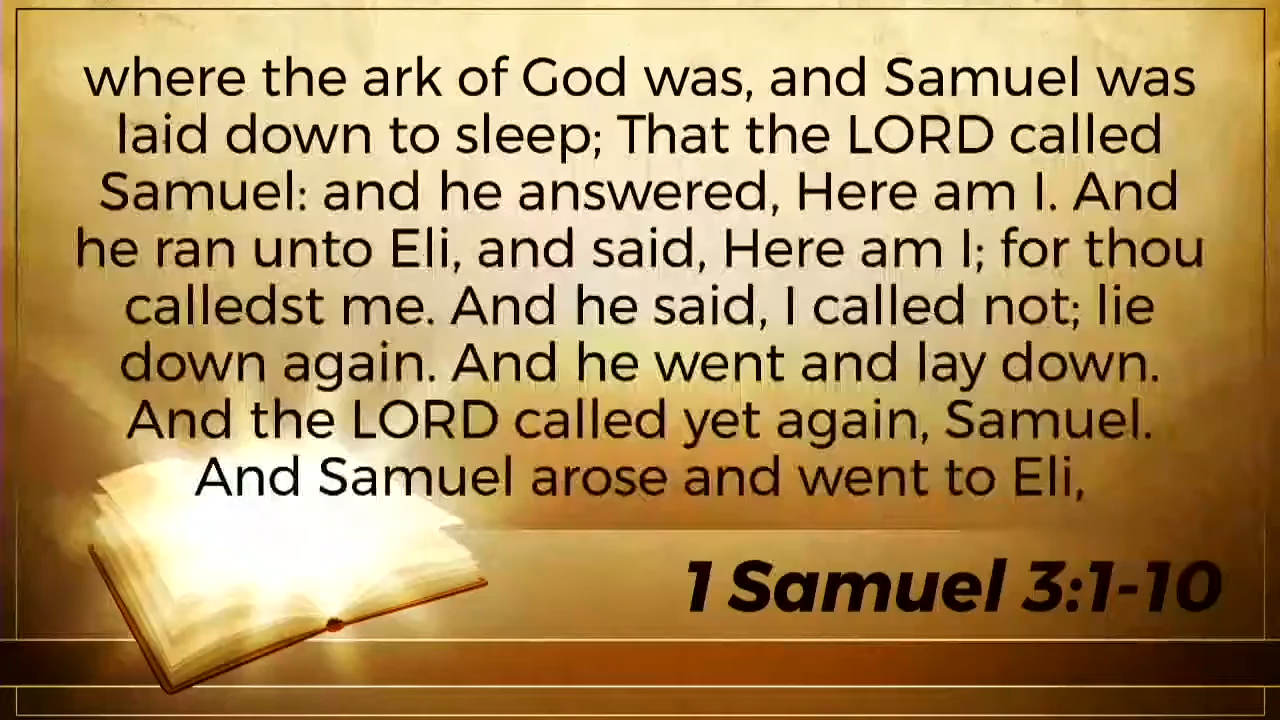 where the ark of God was, and Samuel was
laid down to sleep; That the LORD called
Samuel: and he answered, Here am I. And
he ran unto Eli, and said, Here am I; for thou
calledst me. And he said, I called not; lie
down again. And he went and lay down.
And the LORD called yet again, Samuel.
And Samuel arose and went to Eli,
1 Samuel 3:1-10